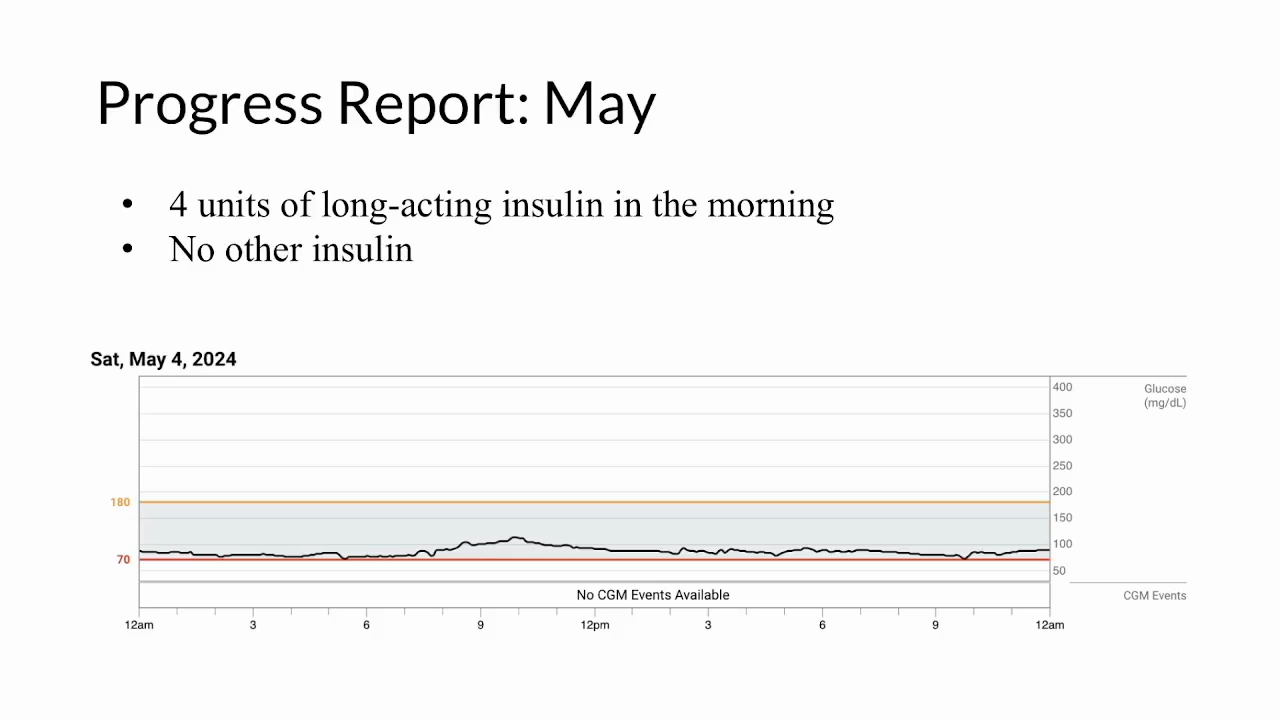 Progress Report: May
• 4 units of long-acting insulin in the morning
• No other insulin
Sat, May 4, 2024
400
Glucose
(mg/dL)
350
300
250
200
180
150
100
70
50
No CGM Events Available
CGM Events
12am 3 6 9 12pm 3 6 9 12am